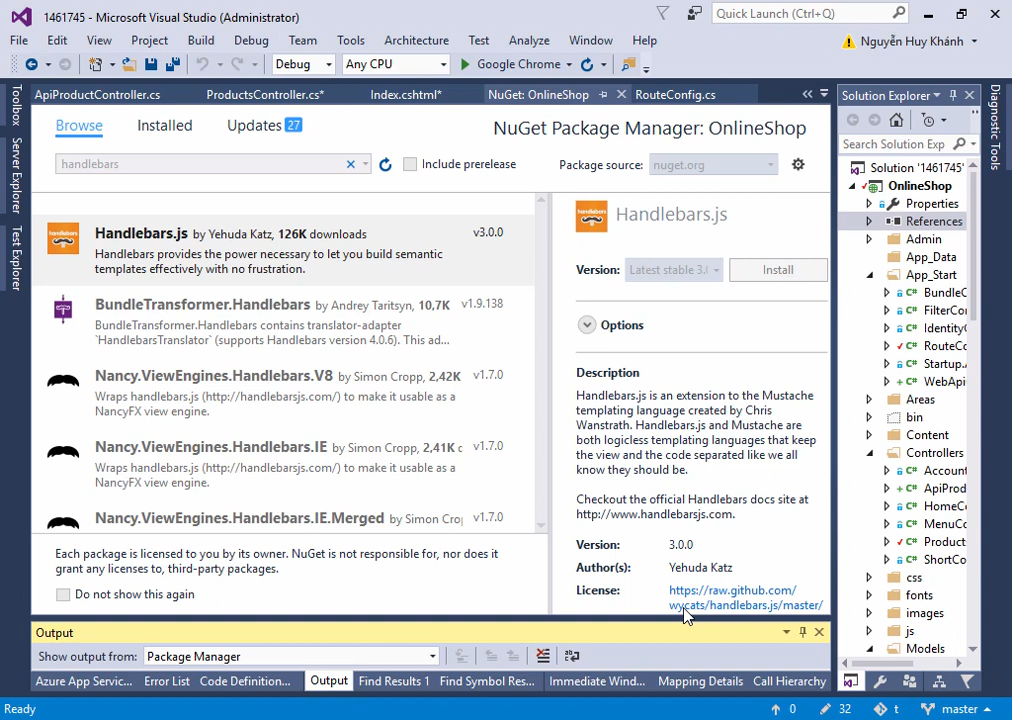 1461745 - Microsoft Visual Studio (Administrator)
Quick Launch (Ctrl+Q)
File Edit View Project Build Debug Team Tools Architecture Test Analyze Window Help
Nguyễn Huy Khánh
Debug Any CPU Google Chrome
ApiProductController.cs ProductsController.cs* Index.cshtml* NuGet: OnlineShop RouteConfig.cs
Toolbox
Server Explorer
Test Explorer
Browse Installed Updates 27
NuGet Package Manager: OnlineShop
handlebars
Include prerelease
Package source: nuget.org
Handlebars.js by Yehuda Katz, 126K downloads v3.0.0
Handlebars provides the power necessary to let you build semantic
templates effectively with no frustration.
BundleTransformer.Handlebars by Andrey Taritsyn, 10,7K v1.9.138
BundleTransformer.Handlebars contains translator-adapter
`HandlebarsTranslator` (supports Handlebars version 4.0.6). This ad...
Nancy.ViewEngines.Handlebars.V8 by Simon Cropp, 2,42K v1.7.0
Wraps handlebars.js (http://handlebarsjs.com/) to make it usable as a
NancyFX view engine.
Nancy.ViewEngines.Handlebars.IE by Simon Cropp, 2,41K d v1.7.0
Wraps handlebars.js (http://handlebarsjs.com/) to make it usable as a
NancyFX view engine.
Nancy.ViewEngines.Handlebars.IE.Merged by Simon Cro v1.7.0
Each package is licensed to you by its owner. NuGet is not responsible for, nor does it
grant any licenses to, third-party packages.
Do not show this again
Handlebars.js
Version: Latest stable 3.( Install
Options
Description
Handlebars.js is an extension to the Mustache
templating language created by Chris
Wanstrath. Handlebars.js and Mustache are
both logicless templating languages that keep
the view and the code separated like we all
know they should be.
Checkout the official Handlebars docs site at
http://www.handlebarsjs.com.
Version: 3.0.0
Author(s): Yehuda Katz
License: https://raw.github.com/
wycats/handlebars.js/master/
Solution Explorer
Search Solution Exp
Solution '1461745'
OnlineShop
Properties
References
Admin
App_Data
App_Start
C# BundleC
C# FilterCor
C# Identity
C# RouteCo
C# Startup.
C# WebApi
Areas
bin
Content
Controllers
C# Account
C# ApiProd
C# HomeC
C# MenuCo
C# Product
C# ShortCo
css
fonts
images
js
Models
Diagnostic Tools
Output
Show output from: Package Manager
Azure App Servic... Error List Code Definition... Output Find Results 1 Find Symbol Res... Immediate Wind... Mapping Details Call Hierarchy
Ready 0 32 t master